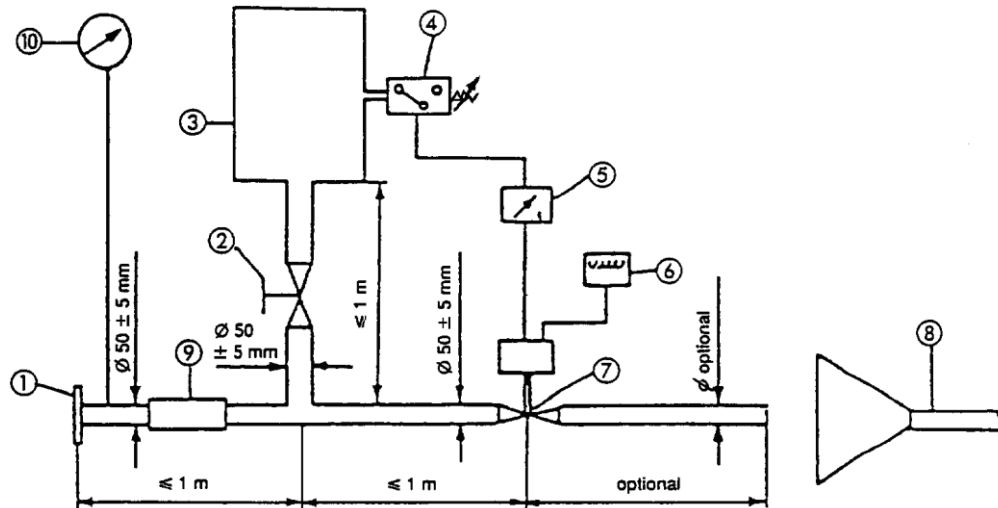 ⑩
④
③
⑤
②
⑥
Ø 50 ± 5 mm
Ø 50
± 5 mm
≤ 1 m
Ø 50 ± 5 mm
⑦
Ø optional
⑧
①
⑨
≤ 1 m
≤ 1 m
optional